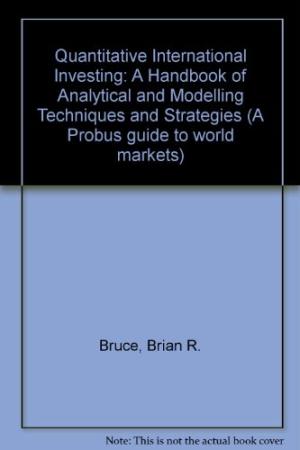 Quantitative International
Investing: A Handbook of
Analytical and Modelling
Techniques and Strategies (A
Probus guide to world
markets)
Bruce, Brian R.
Note: This is not the actual book cover